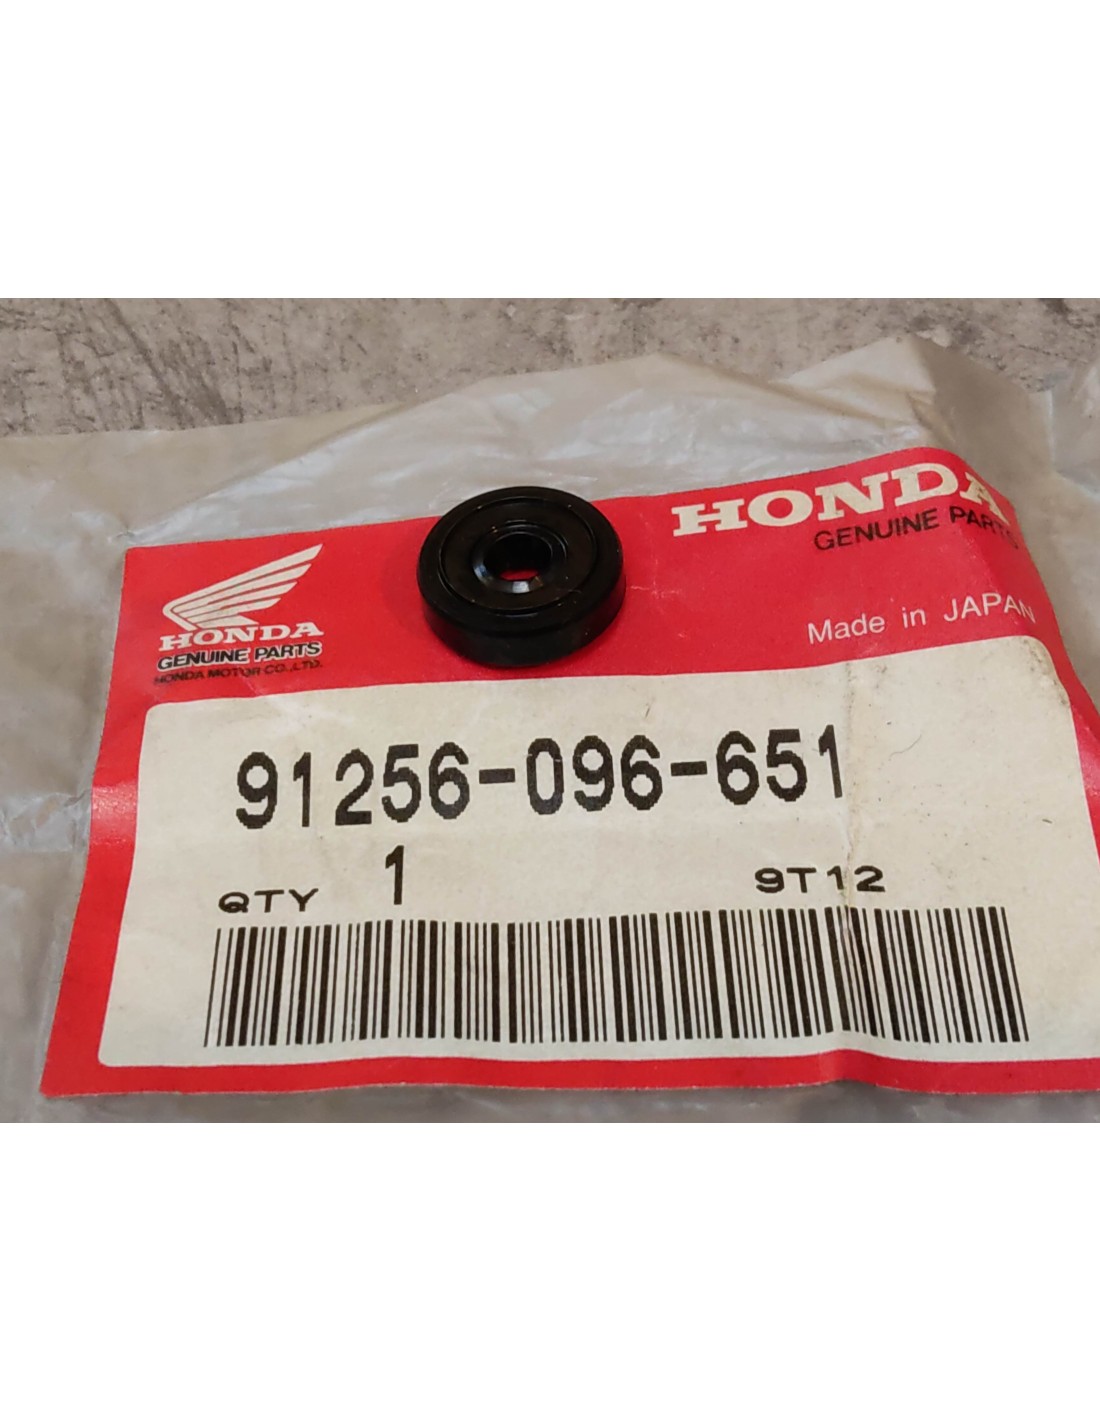 HONDA
GENUINE PARTS
Made in JAPAN
HONDA
GENUINE PARTS
HONDA MOTOR CO.,LTD.
91256-096-651
QTY 1 9T12